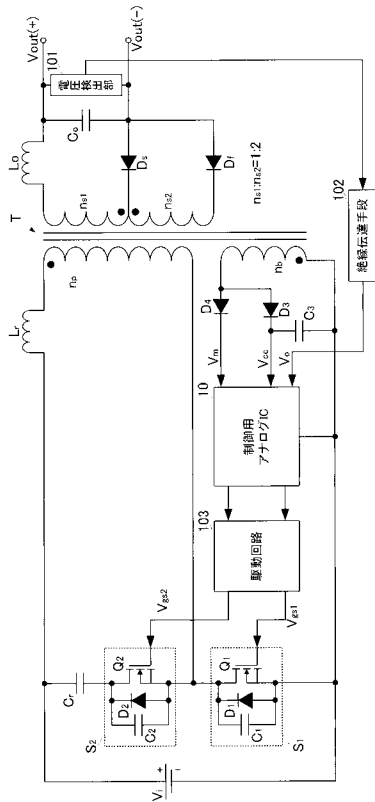 Vout(+)
Vout(-)
101
電圧検出部
Lo
Co
Ds
Df
ns1
ns2
ns1:ns2=1:2
T
102
絶縁伝達手段
Lr
np
nb
D4
D3
C3
Vm
Vcc
Vo
10
制御用
アナログIC
103
駆動回路
Vgs2
Vgs1
Cr
Q2
D2
C2
S2
Q1
D1
C1
S1
Vi
+
-